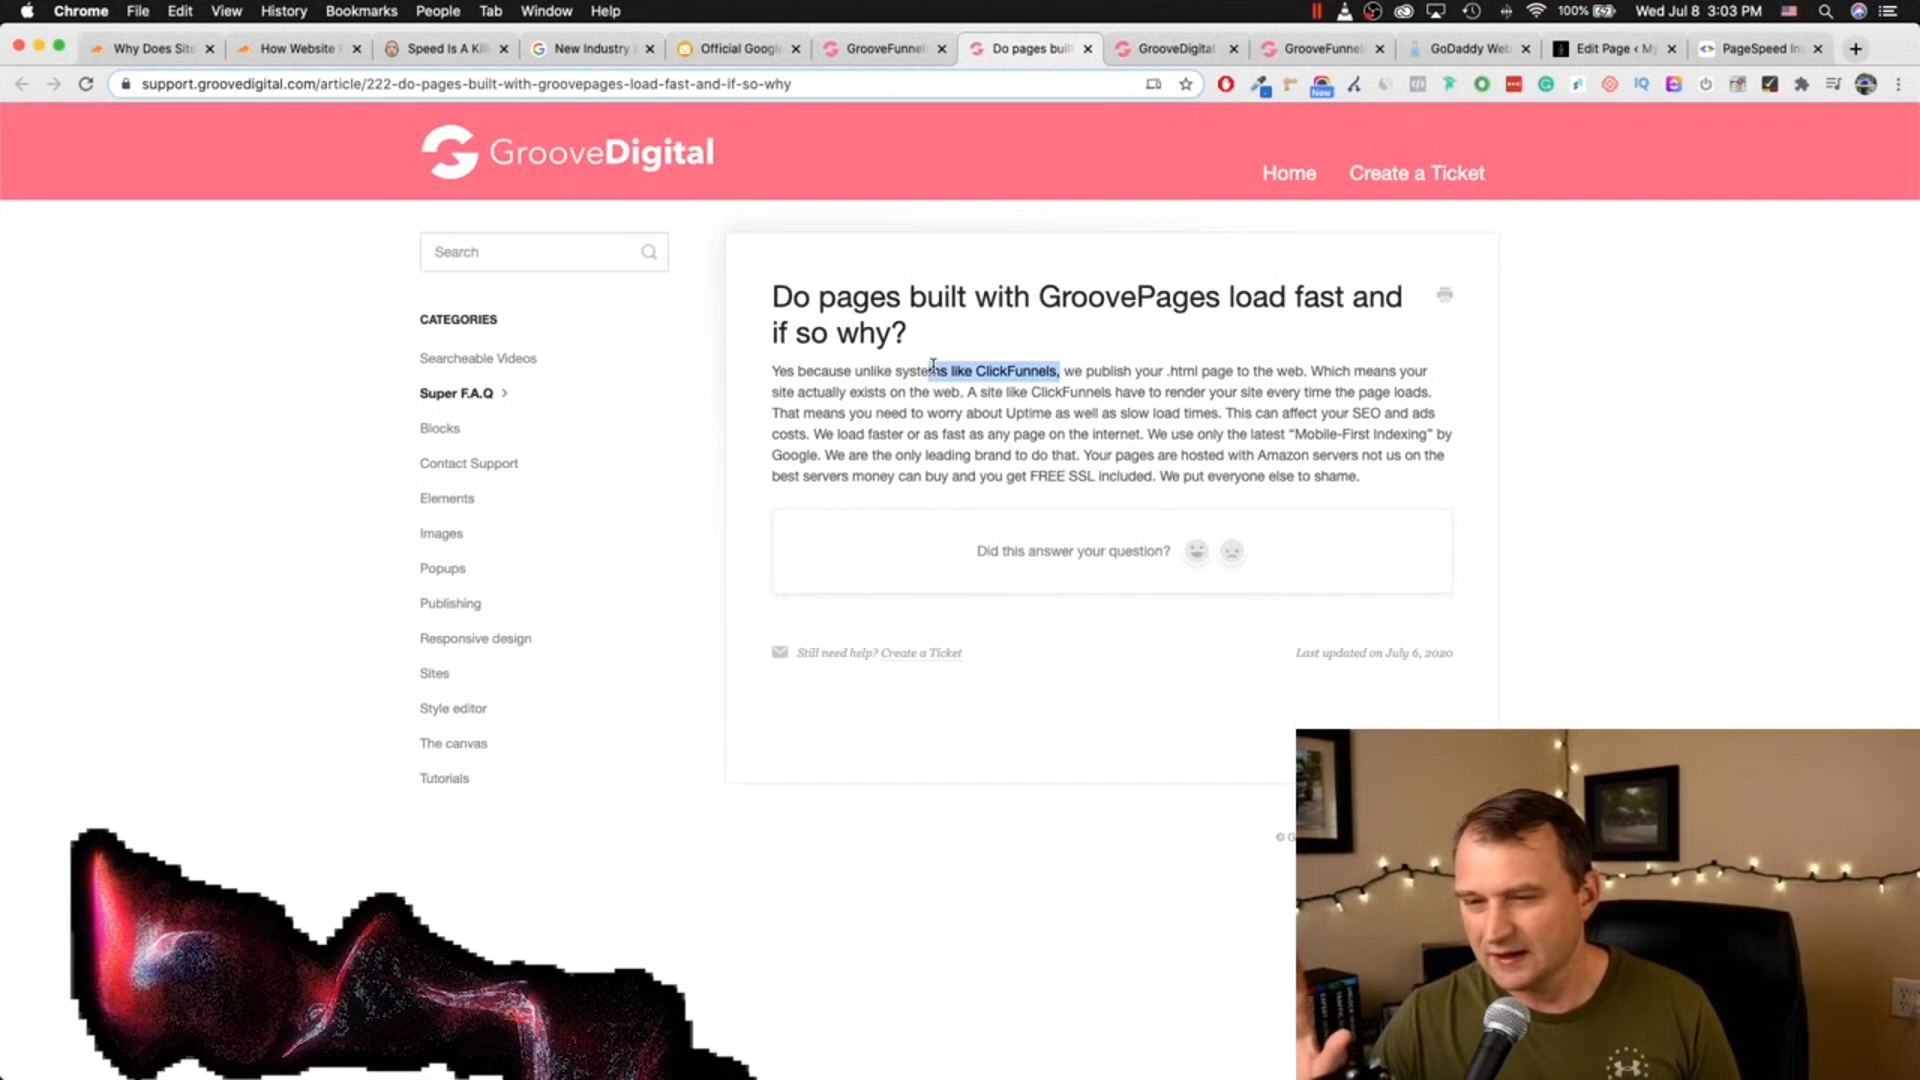 Chrome File Edit View History Bookmarks People Tab Window Help 100% Wed Jul 8 3:03 PM
Why Does Site How Website Speed Is A Kil New Industry Official Google GrooveFunnel Do pages buil GrooveDigital GrooveFunnel GoDaddy Web Edit Page ‹ My PageSpeed In
support.groovedigital.com/article/222-do-pages-built-with-groovepages-load-fast-and-if-so-why
New
IQ
GrooveDigital
Home Create a Ticket
Search
CATEGORIES
Searcheable Videos
Super F.A.Q
Blocks
Contact Support
Elements
Images
Popups
Publishing
Responsive design
Sites
Style editor
The canvas
Tutorials
Do pages built with GroovePages load fast and
if so why?
Yes because unlike systems like ClickFunnels, we publish your .html page to the web. Which means your
site actually exists on the web. A site like ClickFunnels have to render your site every time the page loads.
That means you need to worry about Uptime as well as slow load times. This can affect your SEO and ads
costs. We load faster or as fast as any page on the internet. We use only the latest “Mobile-First Indexing” by
Google. We are the only leading brand to do that. Your pages are hosted with Amazon servers not us on the
best servers money can buy and you get FREE SSL included. We put everyone else to shame.
Did this answer your question?
Still need help? Create a Ticket Last updated on July 6, 2020
© G